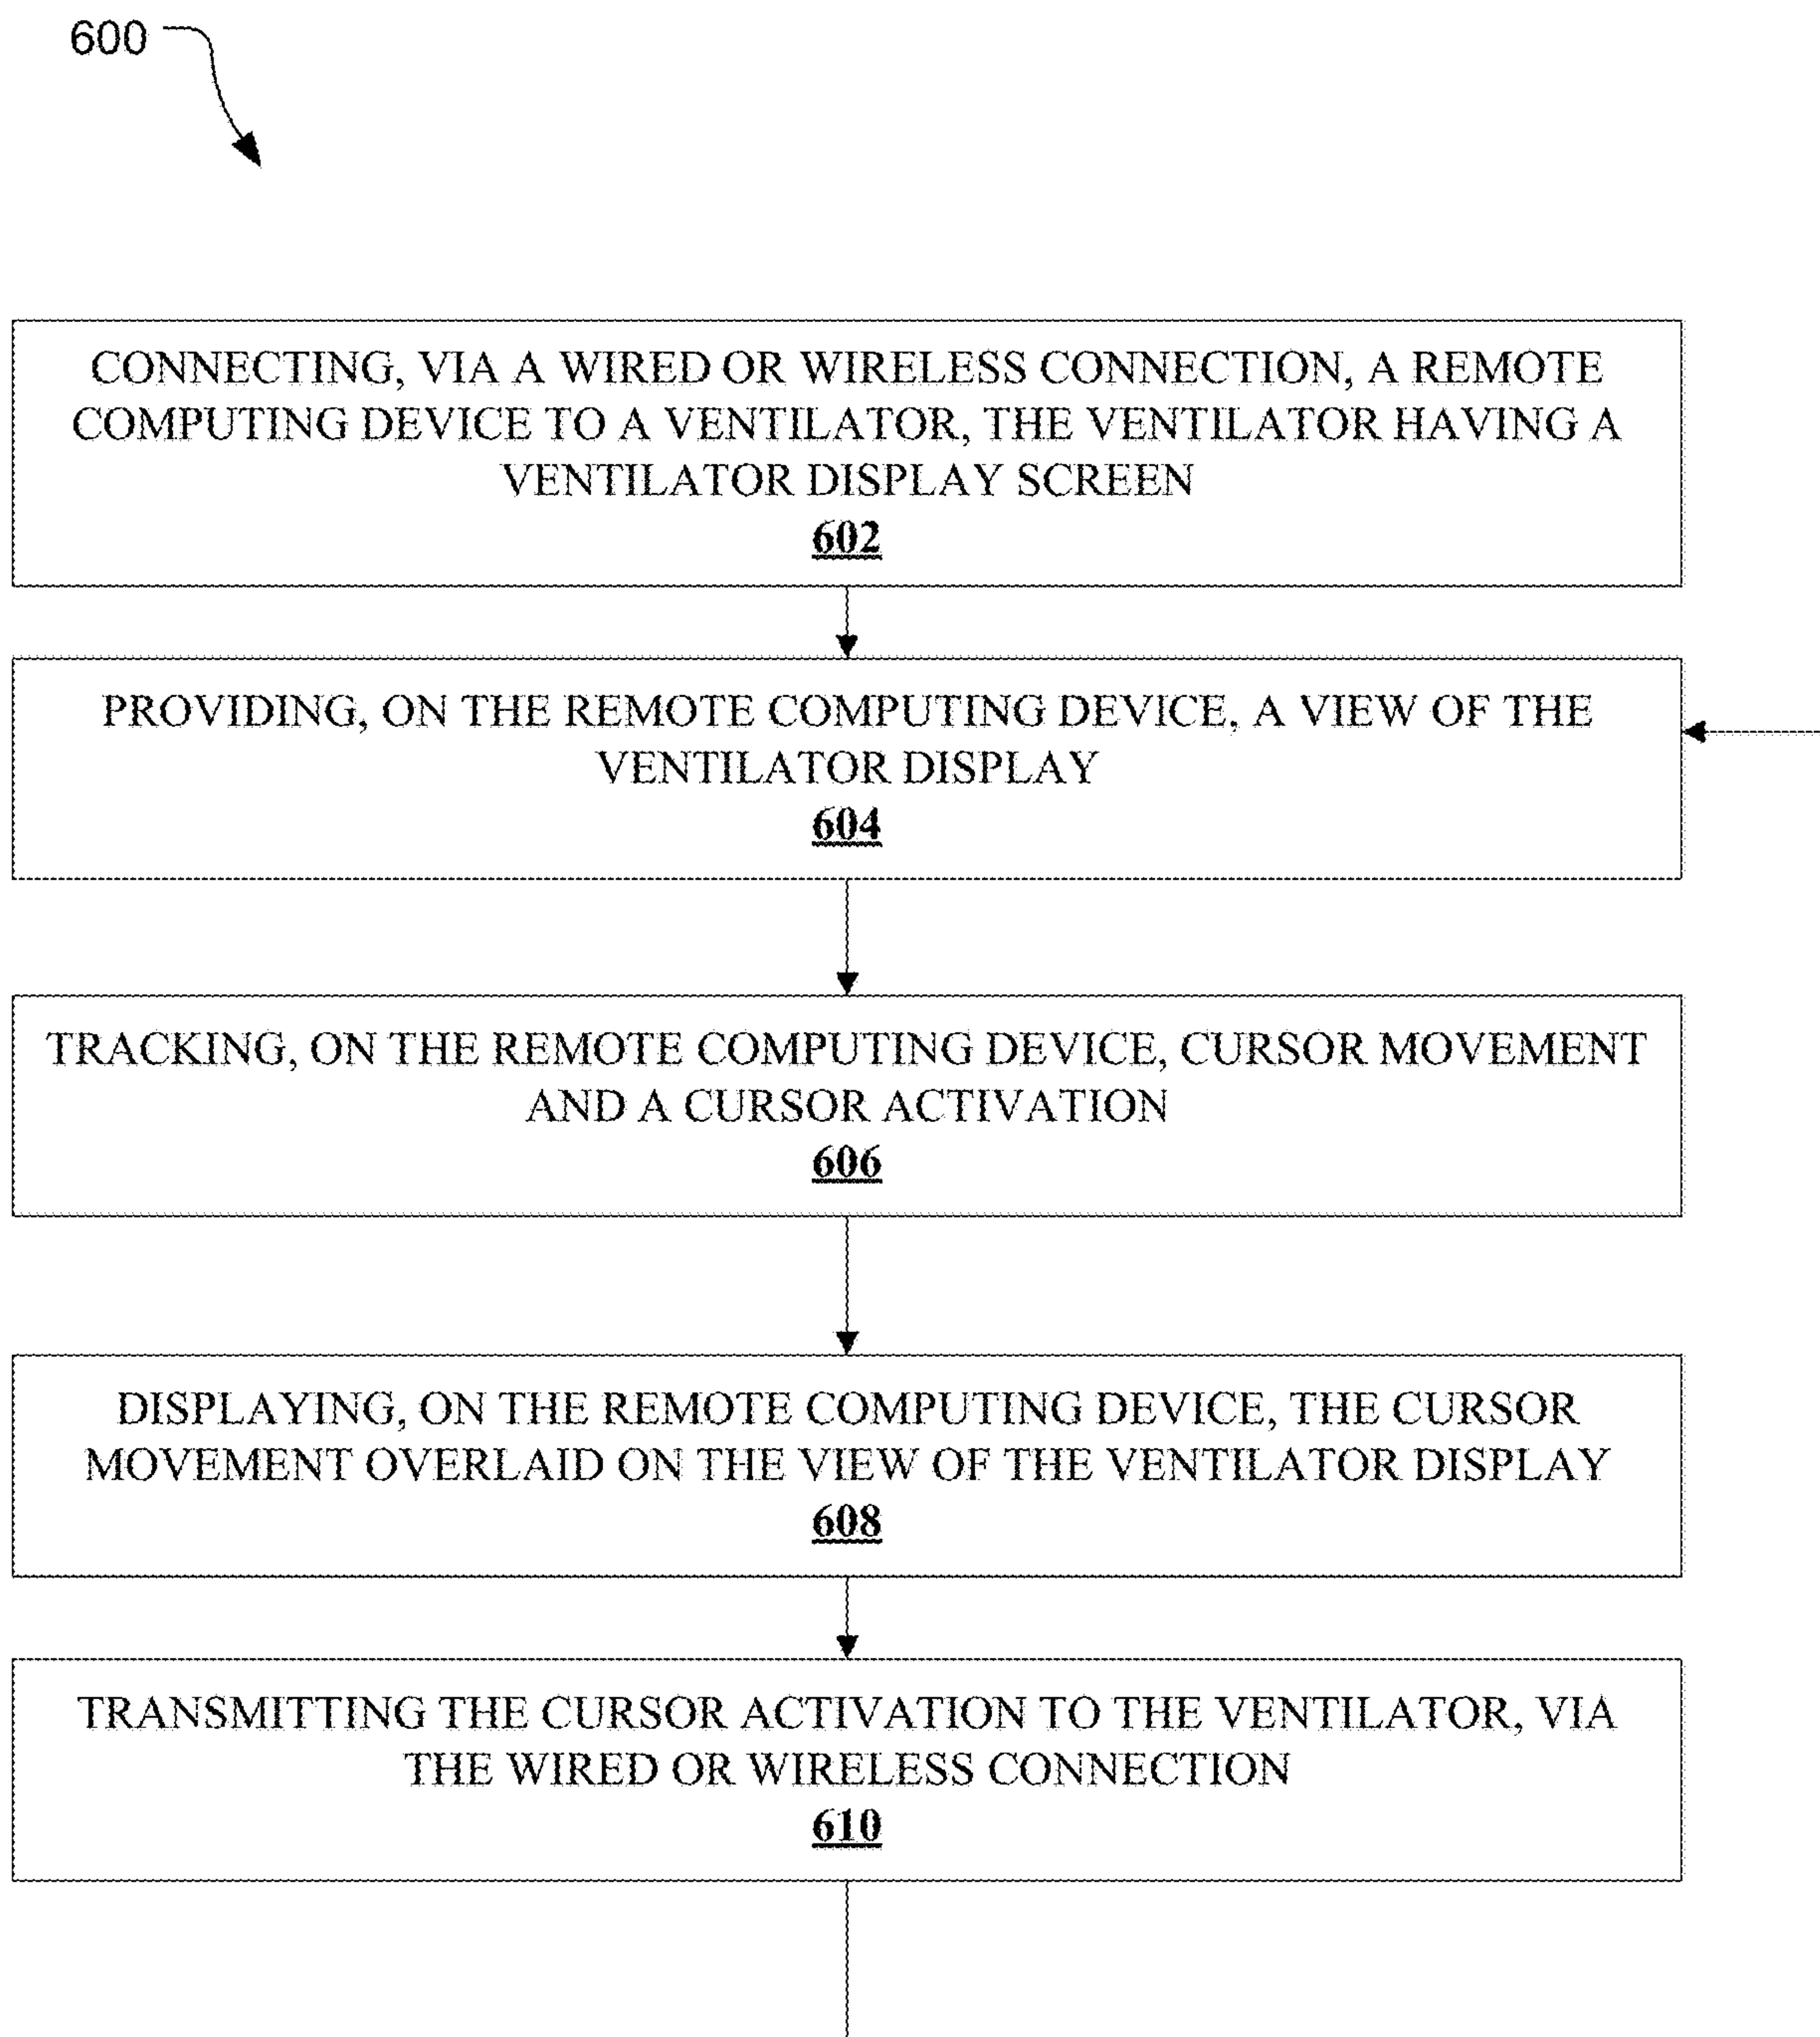 600
CONNECTING, VIA A WIRED OR WIRELESS CONNECTION, A REMOTE
COMPUTING DEVICE TO A VENTILATOR, THE VENTILATOR HAVING A
VENTILATOR DISPLAY SCREEN
602
PROVIDING, ON THE REMOTE COMPUTING DEVICE, A VIEW OF THE
VENTILATOR DISPLAY
604
TRACKING, ON THE REMOTE COMPUTING DEVICE, CURSOR MOVEMENT
AND A CURSOR ACTIVATION
606
DISPLAYING, ON THE REMOTE COMPUTING DEVICE, THE CURSOR
MOVEMENT OVERLAID ON THE VIEW OF THE VENTILATOR DISPLAY
608
TRANSMITTING THE CURSOR ACTIVATION TO THE VENTILATOR, VIA
THE WIRED OR WIRELESS CONNECTION
610